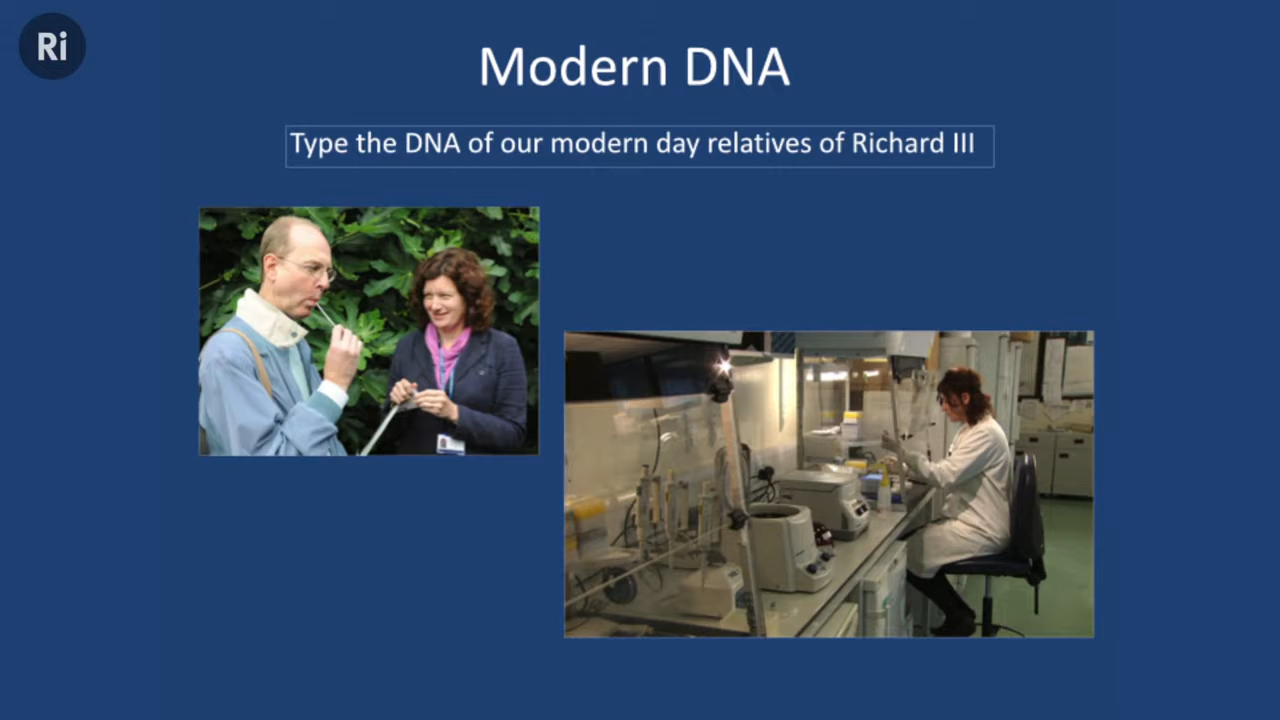 Ri
Modern DNA
Type the DNA of our modern day relatives of Richard III